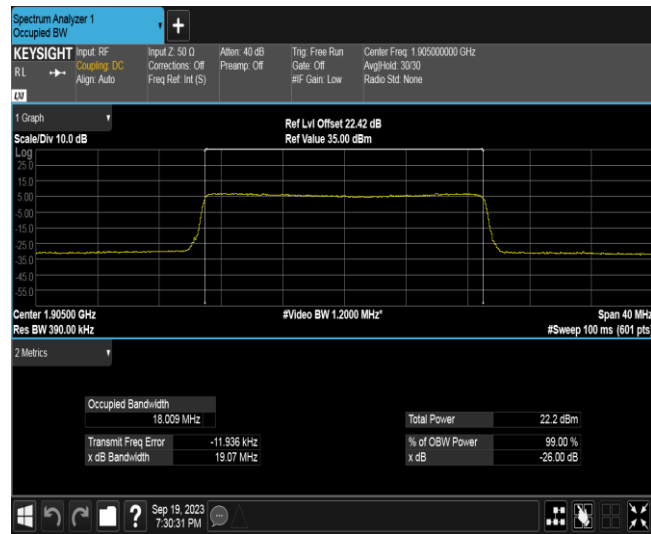 Spectrum Analyzer 1
Occupied BW
+
KEYSIGHT
RL
LXI
Input: RF
Coupling: DC
Align: Auto
Input Z: 50 Ω
Corrections: Off
Freq Ref: Int (S)
Atten: 40 dB
Preamp: Off
Trig: Free Run
Gate: Off
#IF Gain: Low
Center Freq: 1.905000000 GHz
Avg|Hold: 30/30
Radio Std: None
1 Graph
Scale/Div 10.0 dB
Ref Lvl Offset 22.42 dB
Ref Value 35.00 dBm
Log
25.0
15.0
5.00
-5.00
-15.0
-25.0
-35.0
-45.0
-55.0
Center 1.90500 GHz
Res BW 390.00 kHz
#Video BW 1.2000 MHz*
Span 40 MHz
#Sweep 100 ms (601 pts)
2 Metrics
Occupied Bandwidth
18.009 MHz
Transmit Freq Error -11.936 kHz
x dB Bandwidth 19.07 MHz
Total Power 22.2 dBm
% of OBW Power 99.00 %
x dB -26.00 dB
?
Sep 19, 2023
7:30:31 PM